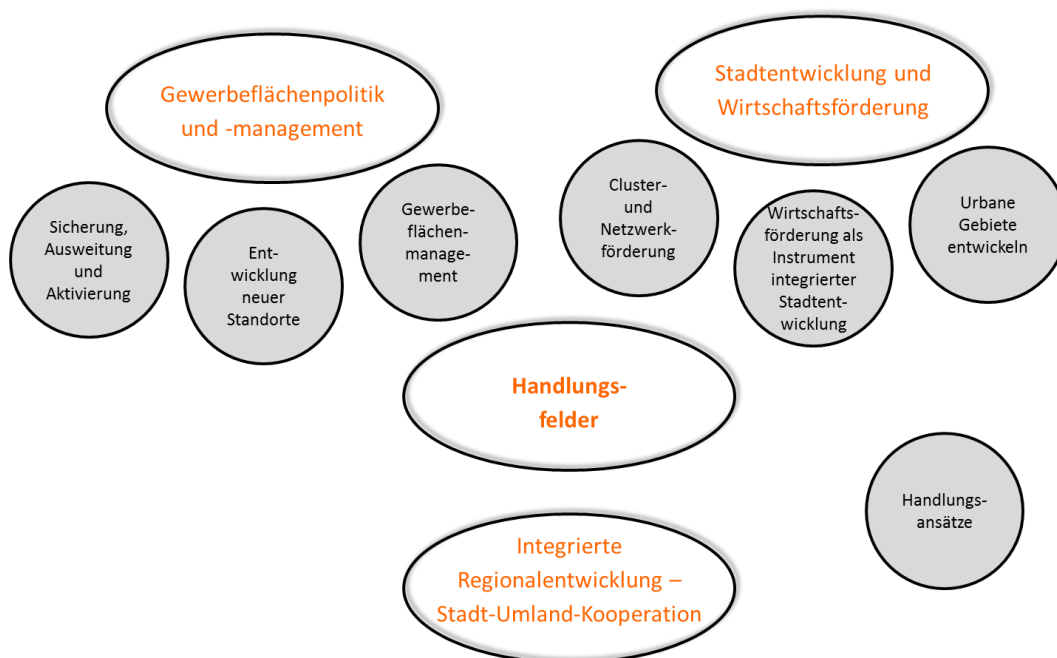 Gewerbeflächenpolitik
und -management
Stadtentwicklung und
Wirtschaftsförderung
Sicherung,
Ausweitung
und
Aktivierung
Ent-
wicklung
neuer
Standorte
Gewerbe-
flächen-
manage-
ment
Cluster-
und
Netzwerk-
förderung
Wirtschafts-
förderung als
Instrument
integrierter
Stadtent-
wicklung
Urbane
Gebiete
entwickeln
Handlungs-
felder
Handlungs-
ansätze
Integrierte
Regionalentwicklung –
Stadt-Umland-Kooperation